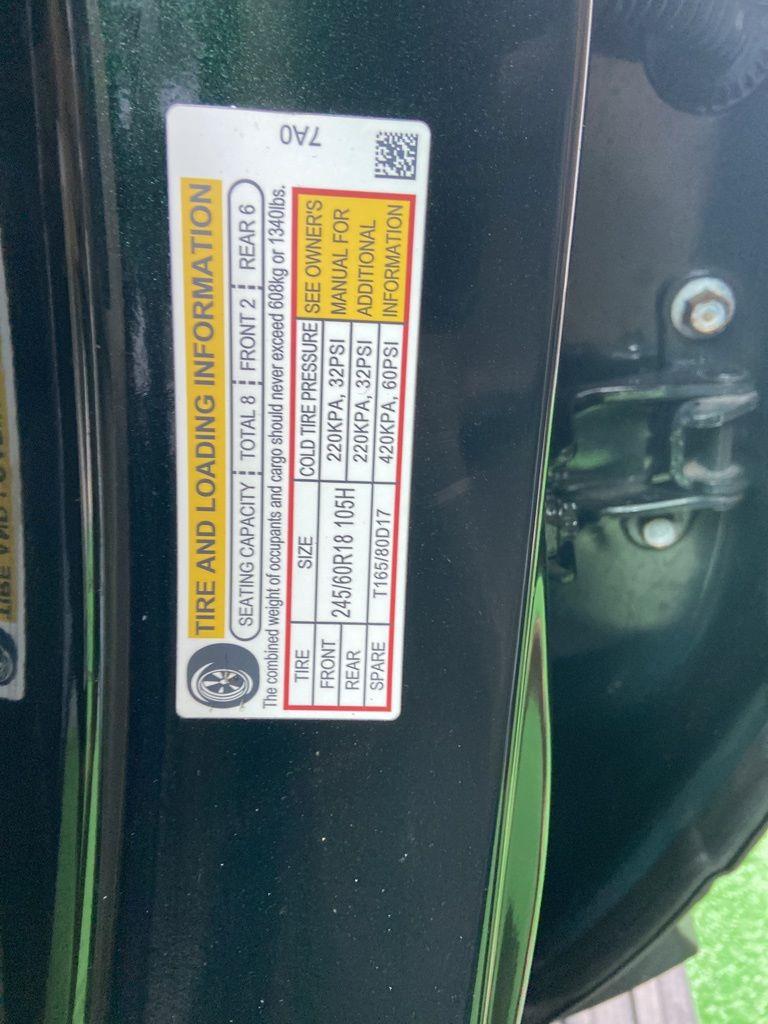 7A0
TIRE AND LOADING INFORMATION
SEATING CAPACITY TOTAL 8 FRONT 2 REAR 6
The combined weight of occupants and cargo should never exceed 608kg or 1340lbs.
TIRE SIZE COLD TIRE PRESSURE SEE OWNER'S
FRONT 245/60R18 105H 220KPA, 32PSI MANUAL FOR
REAR 220KPA, 32PSI ADDITIONAL
SPARE T165/80D17 420KPA, 60PSI INFORMATION